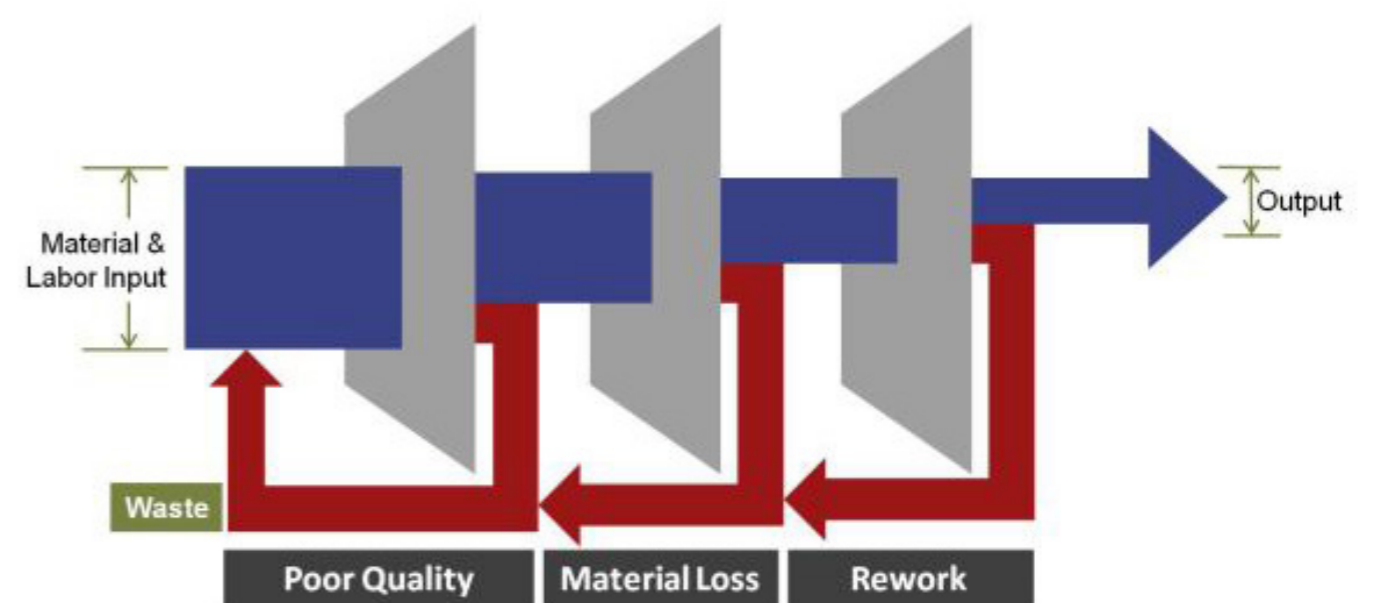 Material &
Labor Input
Output
Waste
Poor Quality
Material Loss
Rework